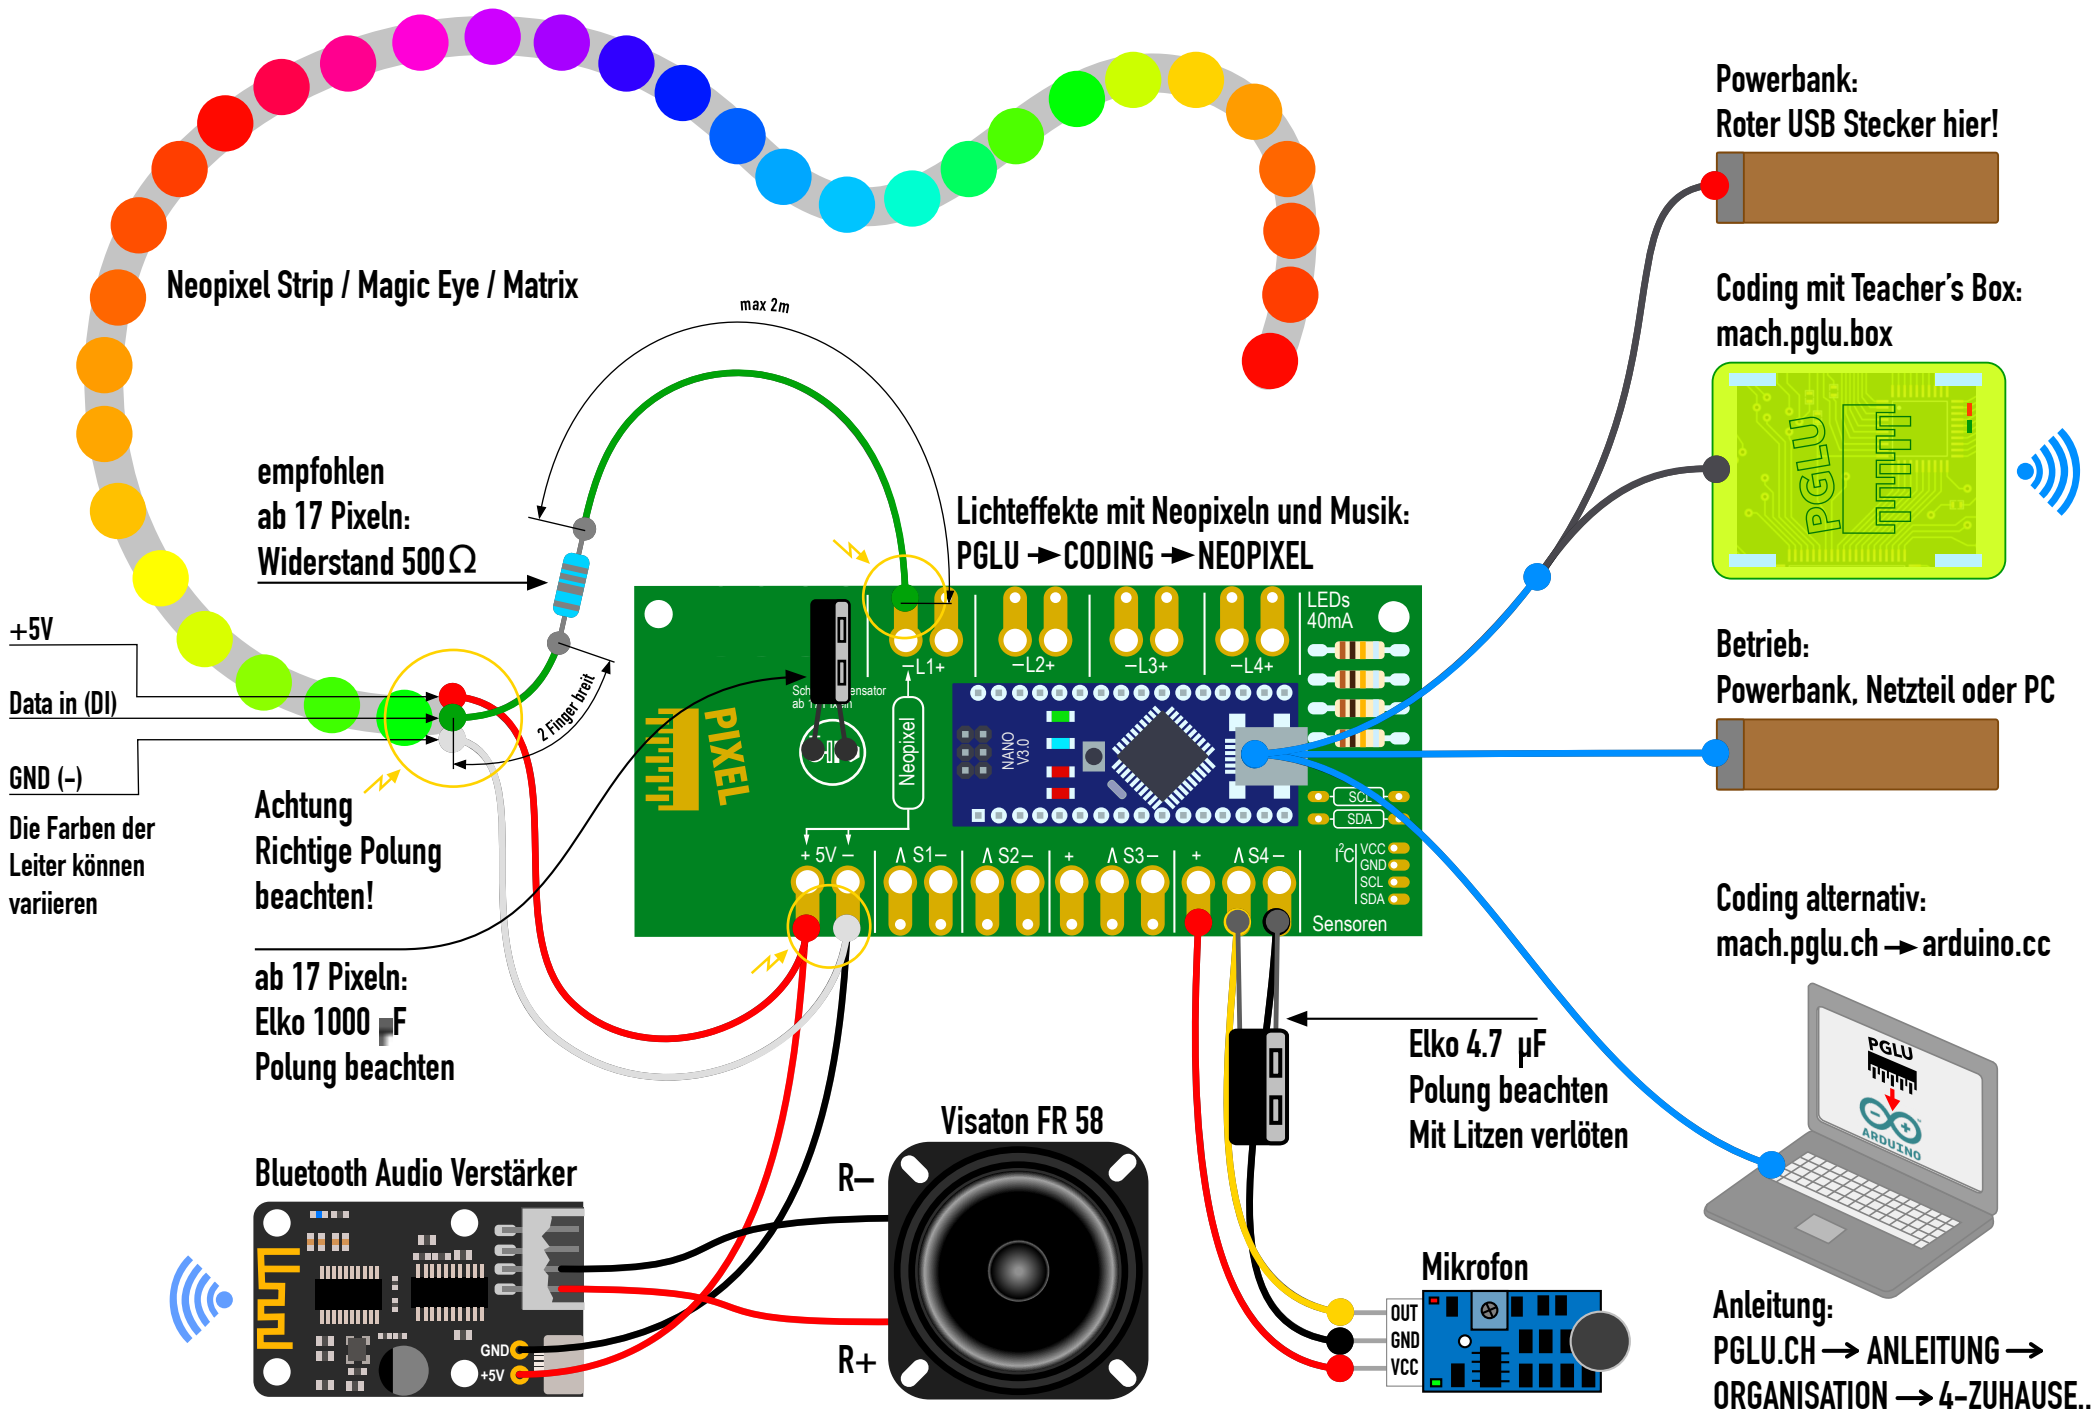 Neopixel Strip / Magic Eye / Matrix
max 2m
empfohlen
ab 17 Pixeln:
Widerstand 500Ω
+5V
Data in (DI)
GND (-)
Die Farben der
Leiter können
variieren
2 Finger breit
Achtung
Richtige Polung
beachten!
ab 17 Pixeln:
Elko 1000 F
Polung beachten
Lichteffekte mit Neopixeln und Musik:
PGLU → CODING → NEOPIXEL
LEDs
40mA
−L1+
−L2+
−L3+
−L4+
ab 17 Pixeln
PIXEL
Neopixel
NANO
V3.0
SCL
SDA
+ 5V −
Λ S1−
Λ S2−
+ Λ S3−
+ Λ S4−
I²C
VCC
GND
SCL
SDA
Sensoren
Elko 4.7 µF
Polung beachten
Mit Litzen verlöten
Bluetooth Audio Verstärker
GND
+5V
Visaton FR 58
R−
R+
Mikrofon
OUT
GND
VCC
Powerbank:
Roter USB Stecker hier!
Coding mit Teacher's Box:
mach.pglu.box
PGLU
Betrieb:
Powerbank, Netzteil oder PC
Coding alternativ:
mach.pglu.ch → arduino.cc
PGLU
ARDUINO
Anleitung:
PGLU.CH → ANLEITUNG →
ORGANISATION → 4-ZUHAUSE..